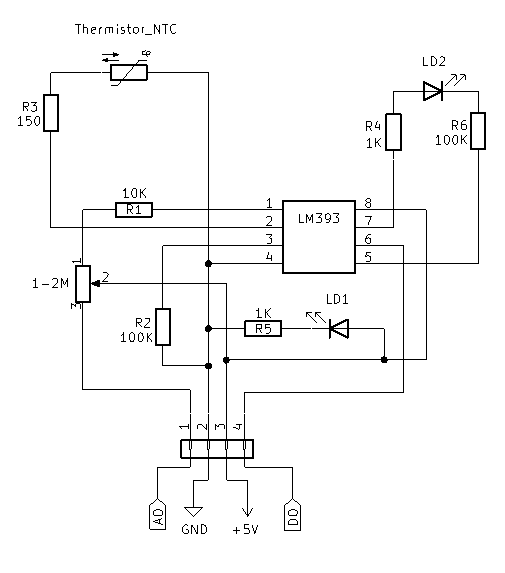 Thermistor_NTC
θ
LD2
R3
150
R4
1K
R6
100K
10K
R1
1
2
3
4
LM393
8
7
6
5
1
1-2M
2
3
R2
100K
1K
R5
LD1
1
2
3
4
AO
GND
+5V
DO